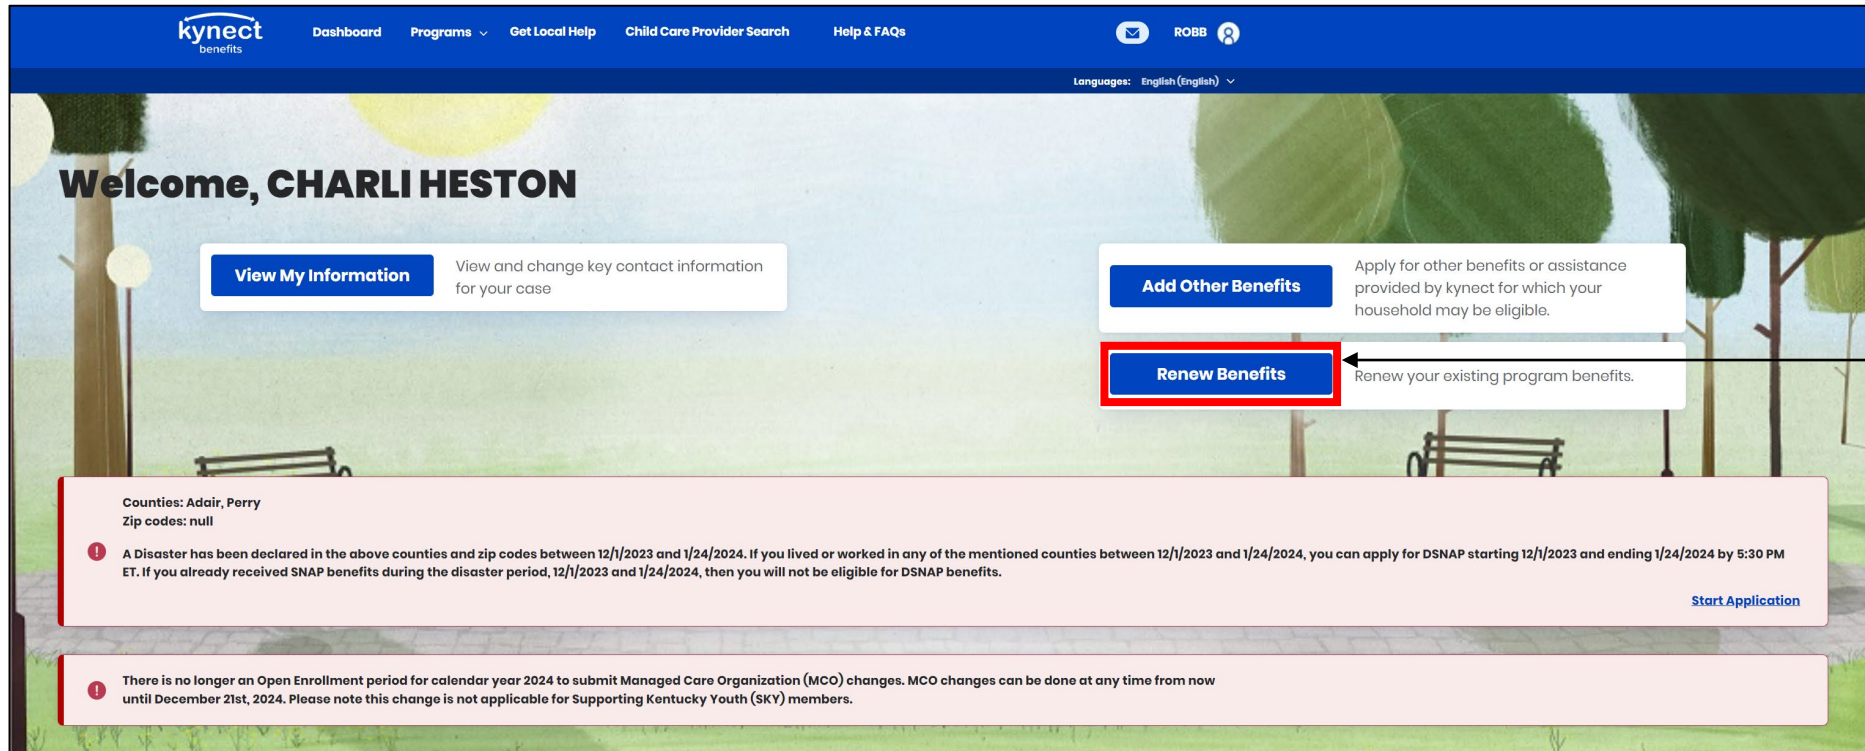 kynect
benefits
Dashboard Programs Get Local Help Child Care Provider Search Help & FAQs ROBB
Languages: English (English)
Welcome, CHARLI HESTON
View My Information
View and change key contact information
for your case
Add Other Benefits
Apply for other benefits or assistance
provided by kynect for which your
household may be eligible.
Renew Benefits
Renew your existing program benefits.
Counties: Adair, Perry
Zip codes: null
A Disaster has been declared in the above counties and zip codes between 12/1/2023 and 1/24/2024. If you lived or worked in any of the mentioned counties between 12/1/2023 and 1/24/2024, you can apply for DSNAP starting 12/1/2023 and ending 1/24/2024 by 5:30 PM
ET. If you already received SNAP benefits during the disaster period, 12/1/2023 and 1/24/2024, then you will not be eligible for DSNAP benefits.
Start Application
There is no longer an Open Enrollment period for calendar year 2024 to submit Managed Care Organization (MCO) changes. MCO changes can be done at any time from now
until December 21st, 2024. Please note this change is not applicable for Supporting Kentucky Youth (SKY) members.